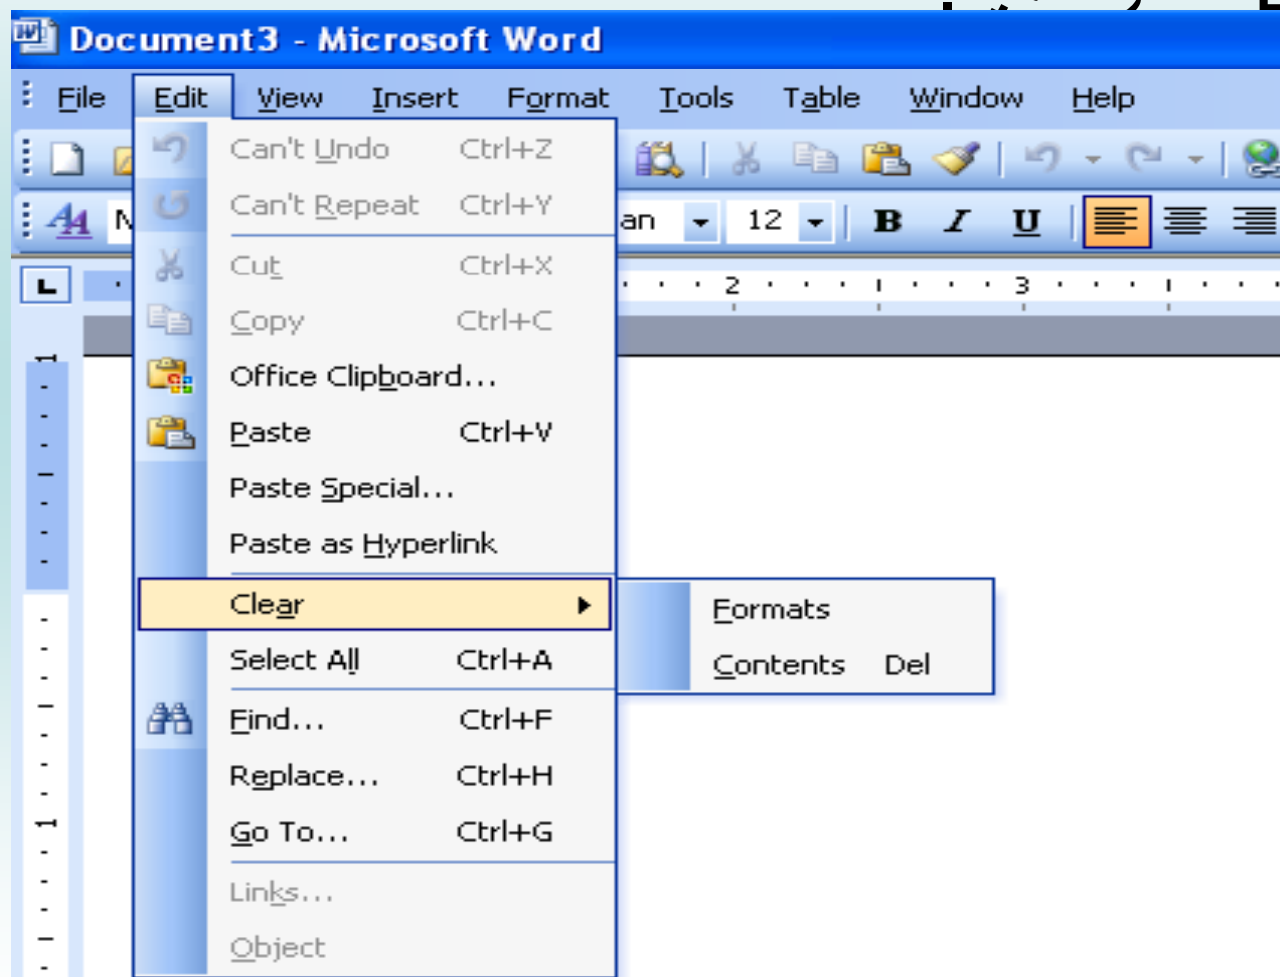 Document3 - Microsoft Word
File Edit View Insert Format Tools Table Window Help
Can't Undo Ctrl+Z
Can't Repeat Ctrl+Y
an 12 B I U
Cut Ctrl+X
2 3
Copy Ctrl+C
Office Clipboard...
Paste Ctrl+V
Paste Special...
Paste as Hyperlink
Clear
Formats
Contents Del
Select All Ctrl+A
Find... Ctrl+F
Replace... Ctrl+H
Go To... Ctrl+G
Links...
Object